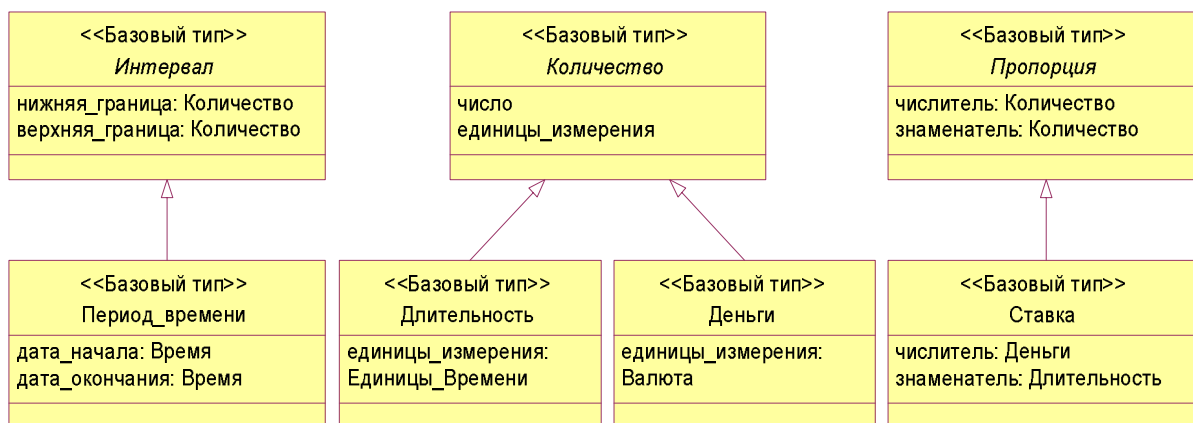 <<Базовый тип>>
Интервал
нижняя_граница: Количество
верхняя_граница: Количество
<<Базовый тип>>
Количество
число
единицы_измерения
<<Базовый тип>>
Пропорция
числитель: Количество
знаменатель: Количество
<<Базовый тип>>
Период_времени
дата_начала: Время
дата_окончания: Время
<<Базовый тип>>
Длительность
единицы_измерения:
Единицы_Времени
<<Базовый тип>>
Деньги
единицы_измерения:
Валюта
<<Базовый тип>>
Ставка
числитель: Деньги
знаменатель: Длительность